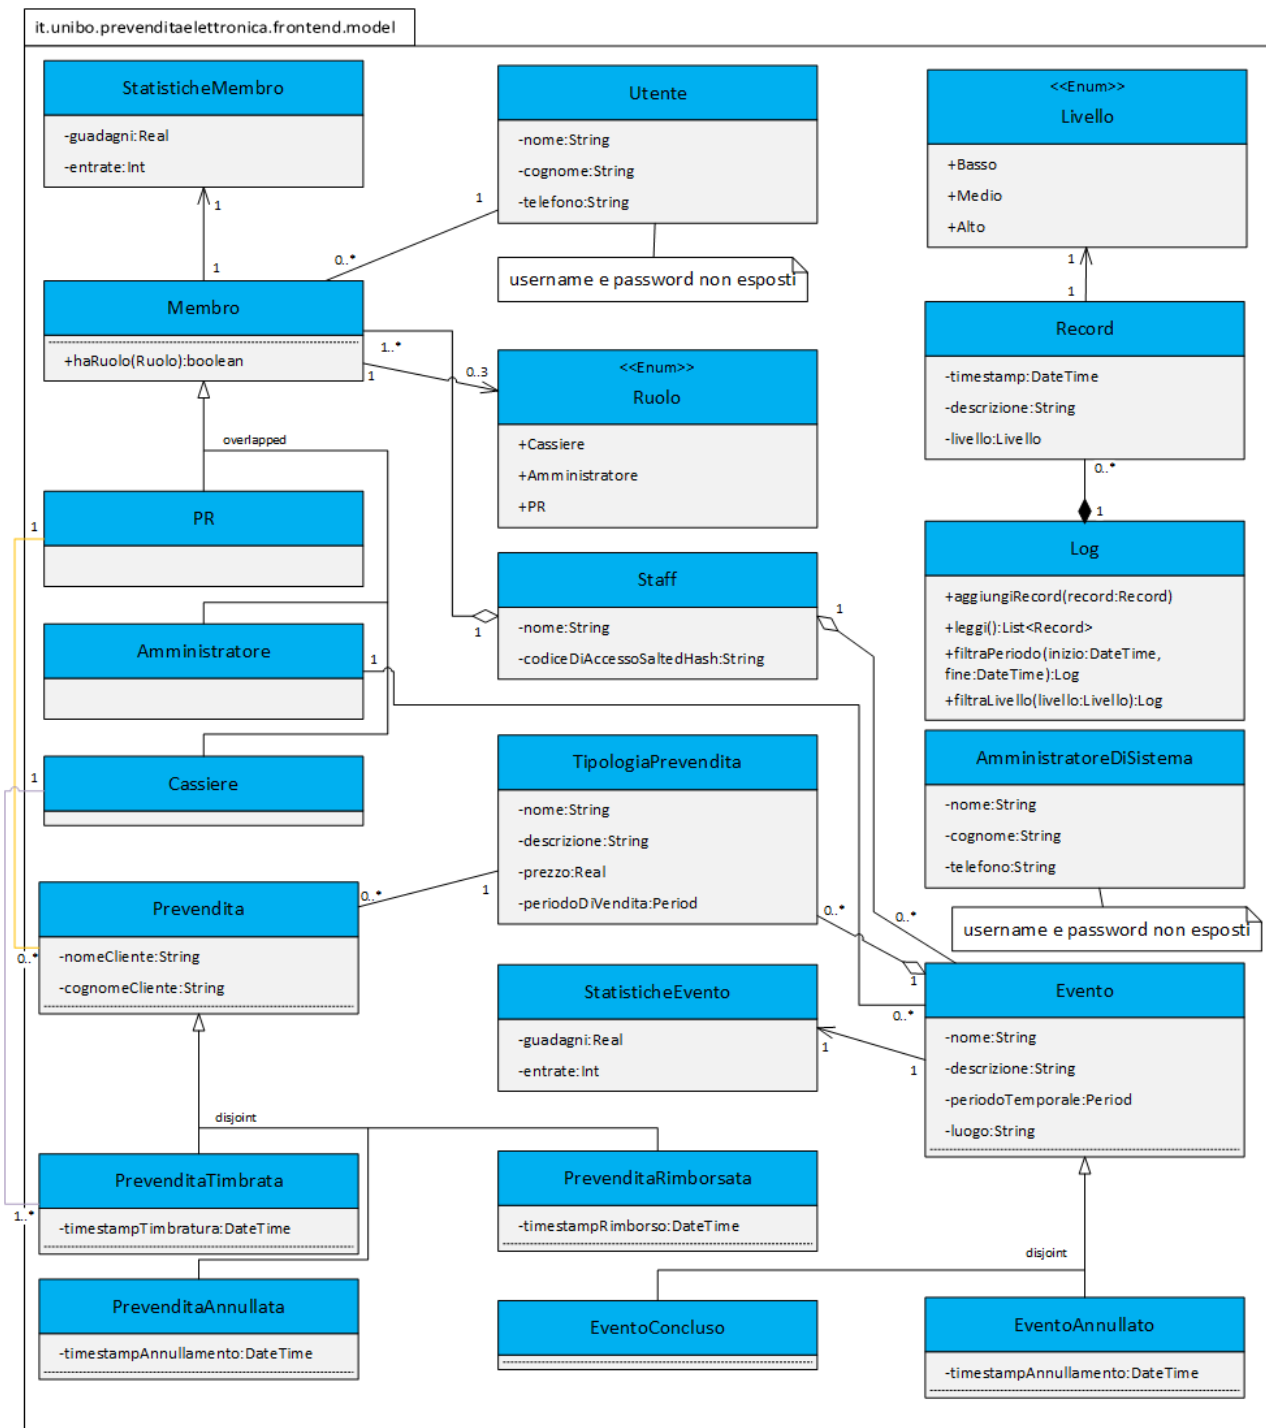 it.unibo.prevenditaelettronica.frontend.model
StatisticheMembro
-guadagni:Real
-entrate:Int
1
1
Utente
-nome:String
-cognome:String
-telefono:String
1
0..*
username e password non esposti
<<Enum>>
Livello
+Basso
+Medio
+Alto
1
1
Membro
+haRuolo(Ruolo):boolean
1..*
1
0..3
<<Enum>>
Ruolo
+Cassiere
+Amministratore
+PR
Record
-timestamp:DateTime
-descrizione:String
-livello:Livello
0..*
1
overlapped
PR
1
Staff
-nome:String
-codiceDiAccessoSaltedHash:String
1
1
Log
+aggiungiRecord(record:Record)
+leggi():List<Record>
+filtraPeriodo(inizio:DateTime,
fine:DateTime):Log
+filtraLivello(livello:Livello):Log
Amministratore
1
Cassiere
1
TipologiaPrevendita
-nome:String
-descrizione:String
-prezzo:Real
-periodoDiVendita:Period
AmministratoreDiSistema
-nome:String
-cognome:String
-telefono:String
username e password non esposti
Prevendita
-nomeCliente:String
-cognomeCliente:String
0..*
1
0..*
0..*
0..*
1
0..*
StatisticheEvento
-guadagni:Real
-entrate:Int
1
1
Evento
-nome:String
-descrizione:String
-periodoTemporale:Period
-luogo:String
disjoint
PrevenditaTimbrata
-timestampTimbratura:DateTime
1..*
PrevenditaRimborsata
-timestampRimborso:DateTime
disjoint
PrevenditaAnnullata
-timestampAnnullamento:DateTime
EventoConcluso
EventoAnnullato
-timestampAnnullamento:DateTime